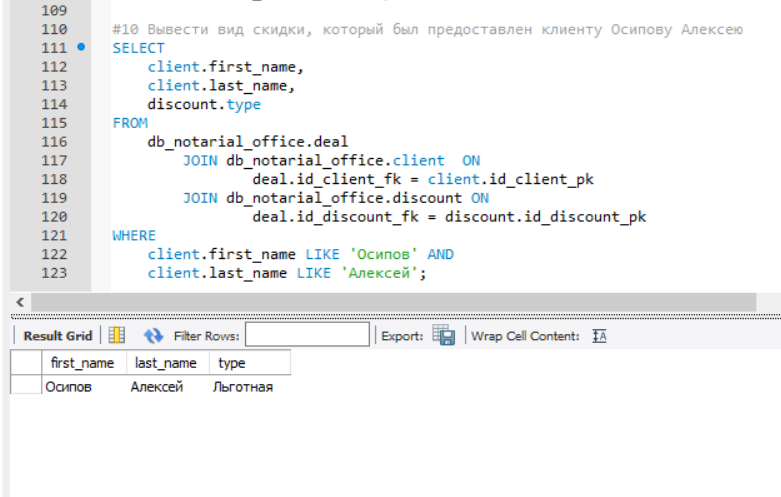 109
110 #10 Вывести вид скидки, который был предоставлен клиенту Осипову Алексею
111 SELECT
112 client.first_name,
113 client.last_name,
114 discount.type
115 FROM
116 db_notarial_office.deal
117 JOIN db_notarial_office.client ON
118 deal.id_client_fk = client.id_client_pk
119 JOIN db_notarial_office.discount ON
120 deal.id_discount_fk = discount.id_discount_pk
121 WHERE
122 client.first_name LIKE 'Осипов' AND
123 client.last_name LIKE 'Алексей';
Result Grid Filter Rows: Export: Wrap Cell Content: IA
first_name last_name type
Осипов Алексей Льготная